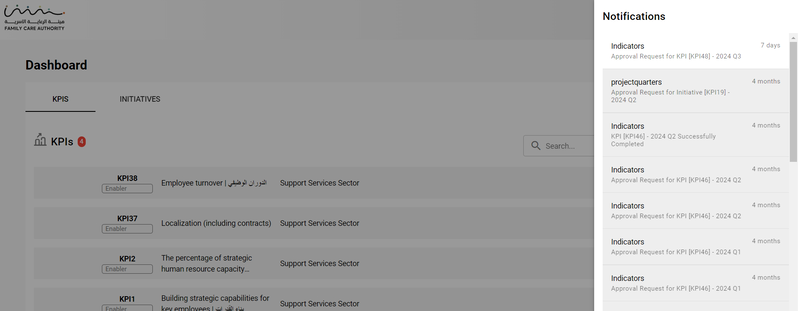 هيئة الرعاية الأسرية
FAMILY CARE AUTHORITY
Dashboard
KPIS
INITIATIVES
KPIs 4
Search...
KPI38
Enabler
Employee turnover | الدوران الوظيفي
Support Services Sector
KPI37
Enabler
Localization (including contracts)
Support Services Sector
KPI2
Enabler
The percentage of strategic
human resource capacity...
Support Services Sector
KPI1
Enabler
Building strategic capabilities for
key employees | بناء القدرات
Support Services Sector
Notifications
Indicators
7 days
Approval Request for KPI [KPI48] - 2024 Q3
projectquarters
4 months
Approval Request for Initiative [KPI19] -
2024 Q2
Indicators
4 months
KPI [KPI46] - 2024 Q2 Successfully
Completed
Indicators
4 months
Approval Request for KPI [KPI46] - 2024 Q2
Indicators
4 months
Approval Request for KPI [KPI46] - 2024 Q2
Indicators
4 months
Approval Request for KPI [KPI46] - 2024 Q1
Indicators
4 months
Approval Request for KPI [KPI46] - 2024 Q1